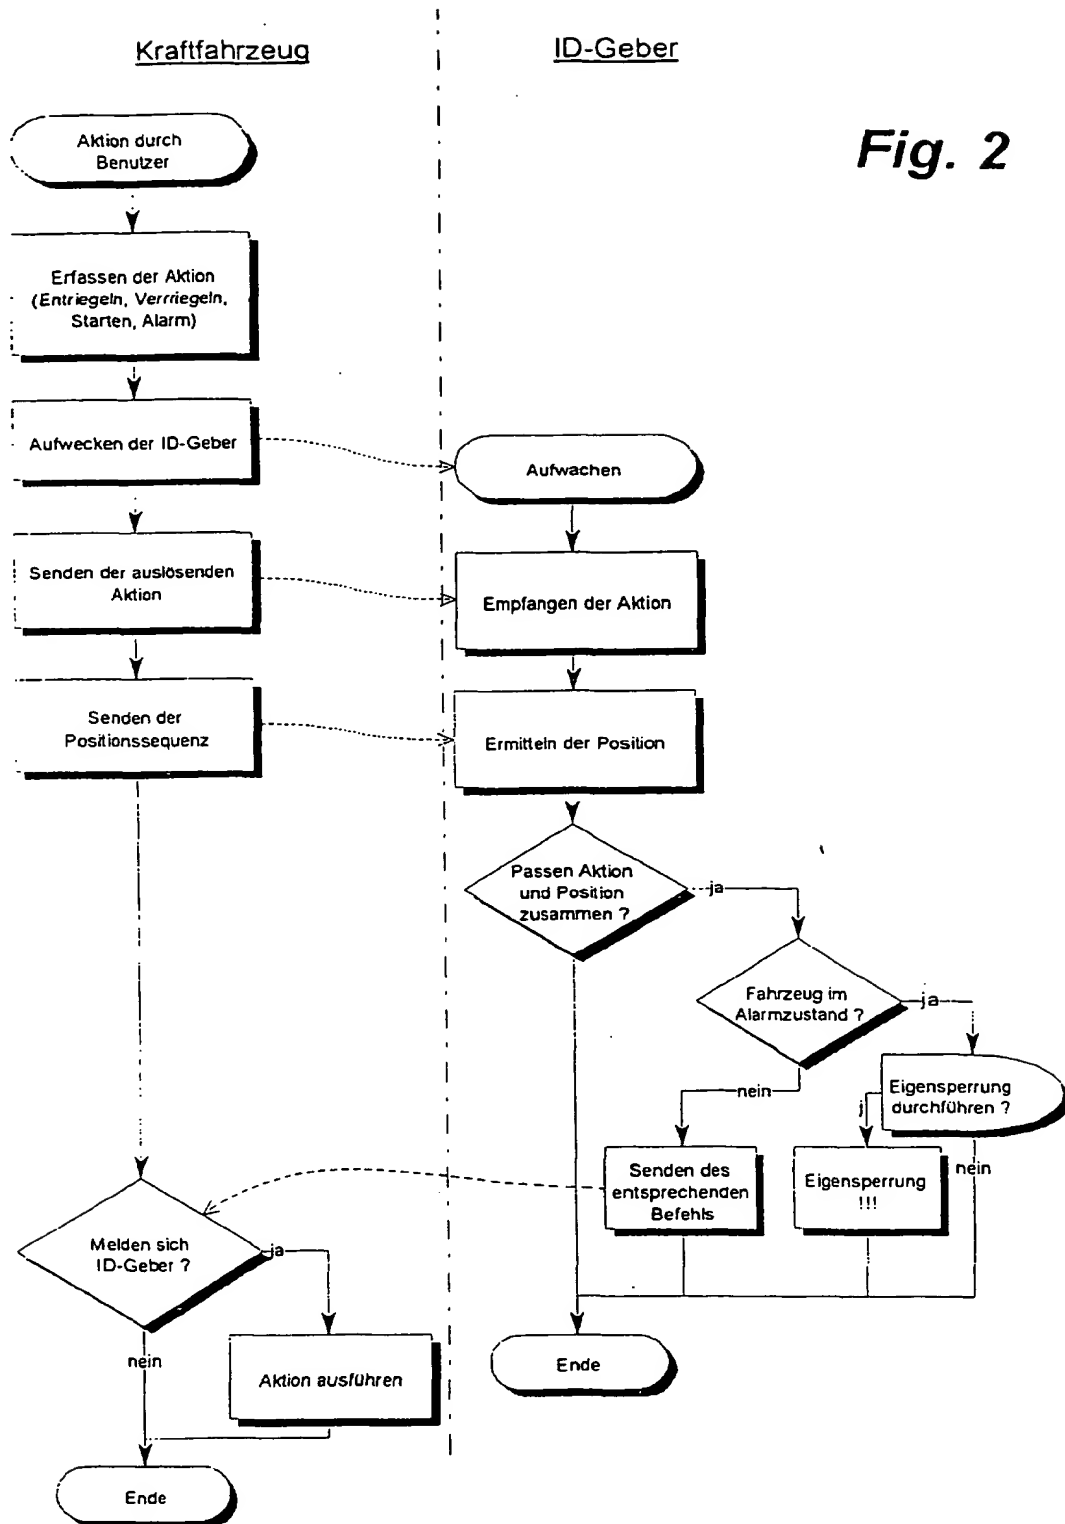 Kraftfahrzeug
ID-Geber
Fig. 2
Aktion durch
Benutzer
Erfassen der Aktion
(Entriegeln, Verrriegeln,
Starten, Alarm)
Aufwecken der ID-Geber
Aufwachen
Senden der auslösenden
Aktion
Empfangen der Aktion
Senden der
Positionssequenz
Ermitteln der Position
Passen Aktion
und Position
zusammen ?
ja
Fahrzeug im
Alarmzustand ?
ja
nein
Eigensperrung
durchführen ?
j
nein
Senden des
entsprechenden
Befehls
Eigensperrung
!!!
Melden sich
ID-Geber ?
ja
nein
Aktion ausführen
Ende
Ende